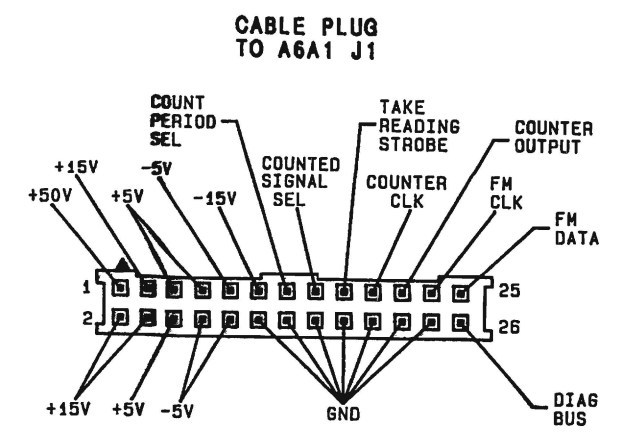 CABLE PLUG
TO A6A1 J1
COUNT
PERIOD
SEL
TAKE
READING
STROBE
COUNTER
OUTPUT
+15V
-5V
COUNTED
SIGNAL
SEL
COUNTER
CLK
FM
CLK
+50V
+5V
-15V
FM
DATA
1
25
2
26
+15V
+5V
-5V
GND
DIAG
BUS